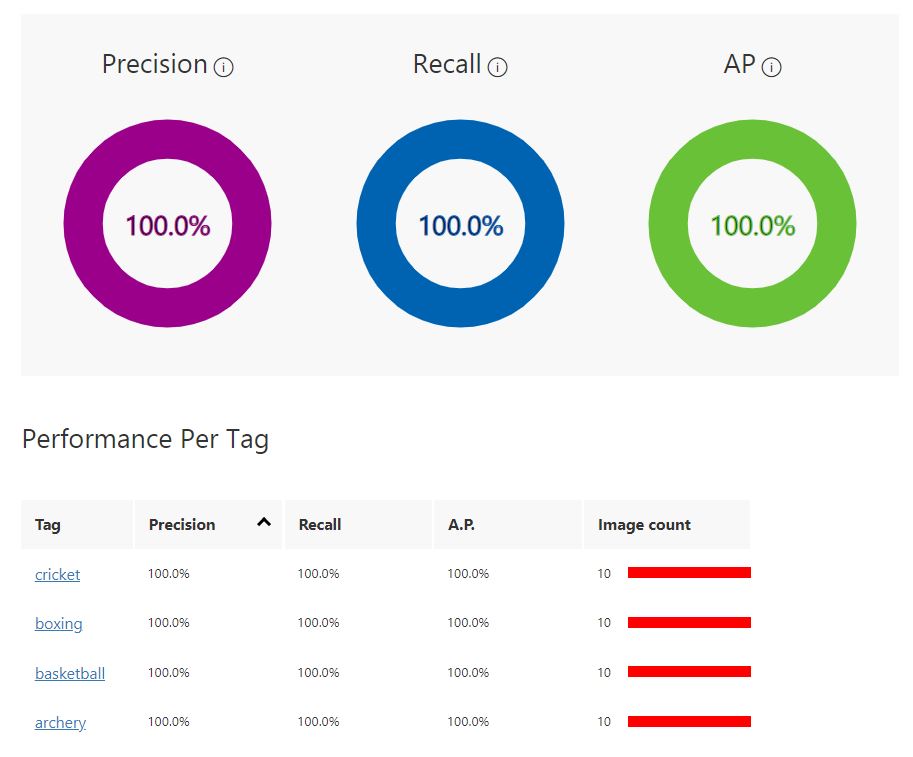 Precision Recall AP
100.0% 100.0% 100.0%
Performance Per Tag
Tag Precision Recall A.P. Image count
cricket 100.0% 100.0% 100.0% 10
boxing 100.0% 100.0% 100.0% 10
basketball 100.0% 100.0% 100.0% 10
archery 100.0% 100.0% 100.0% 10